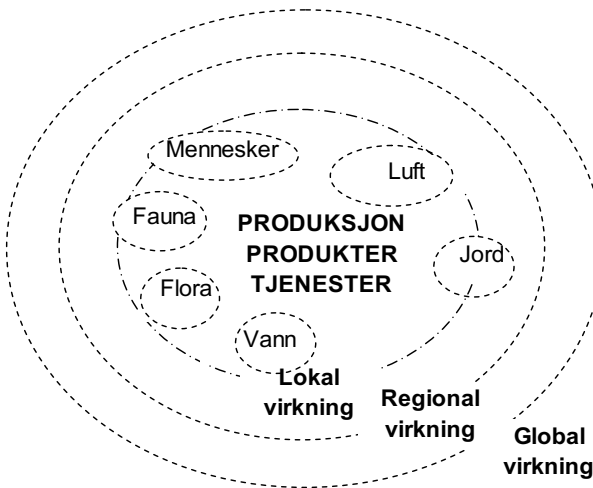 Mennesker
Luft
Fauna
PRODUKSJON
PRODUKTER
TJENESTER
Jord
Flora
Vann
Lokal
virkning
Regional
virkning
Global
virkning